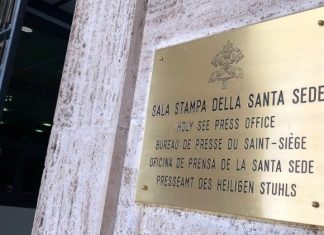 SALA STAMPA DELLA SANTA SEDE
HOLY SEE PRESS OFFICE
BUREAU DE PRESSE DU SAINT-SIÈGE
OFICINA DE PRENSA DE LA SANTA SEDE
PRESSEAMT DES HEILIGEN STUHLS